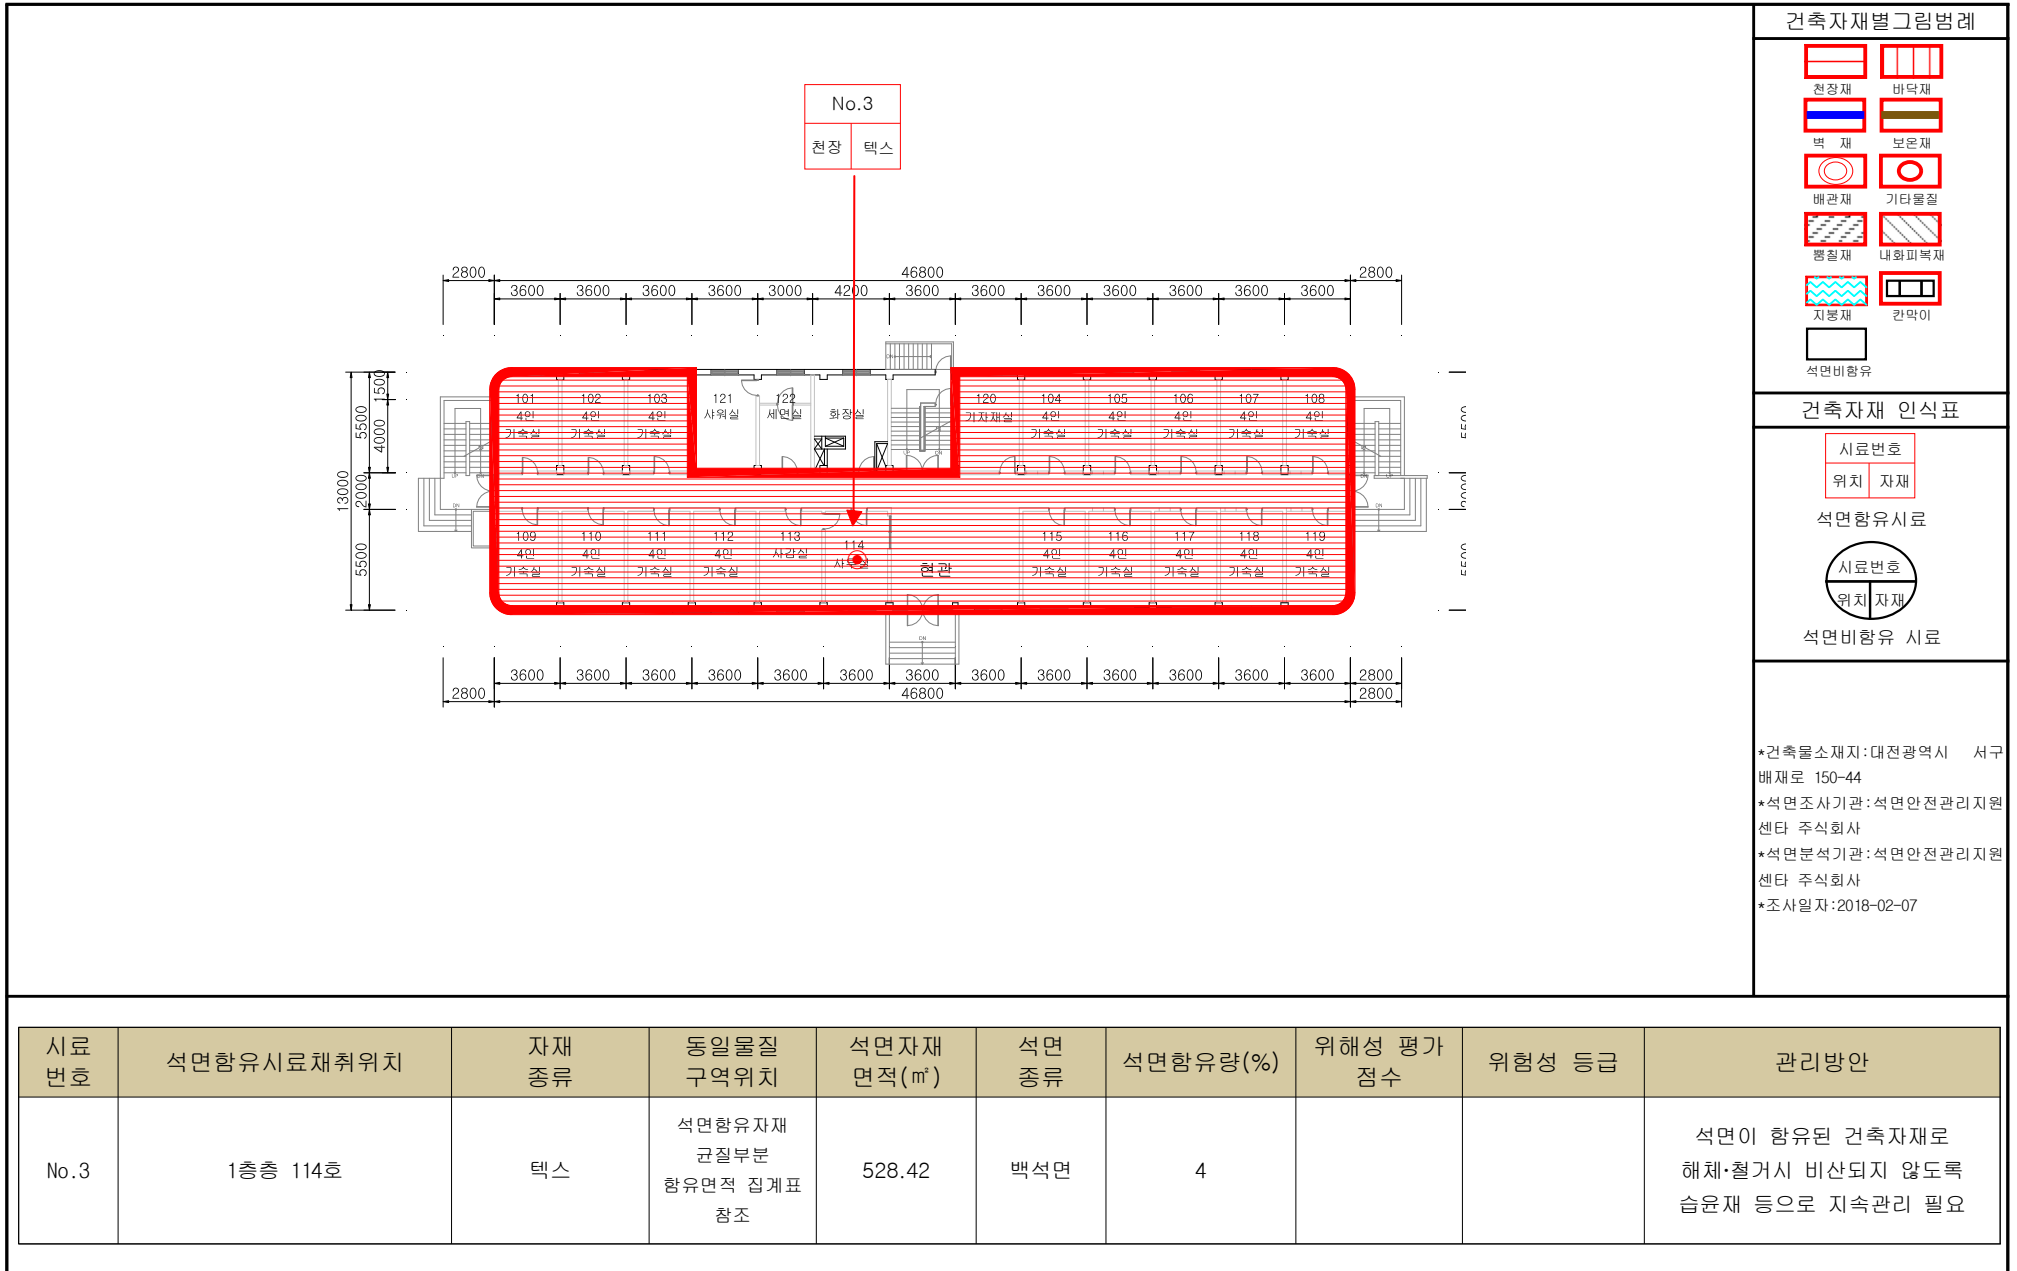 건축자재별그림범례
천장재 바닥재
벽 재 보온재
배관재 기타물질
뿜칠재 내화피복재
지붕재 칸막이
석면비함유
건축자재 인식표
시료번호
위치 자재
석면함유시료
시료번호
위치 자재
석면비함유 시료
*건축물소재지:대전광역시 서구
배재로 150-44
*석면조사기관:석면안전관리지원
센타 주식회사
*석면분석기관:석면안전관리지원
센타 주식회사
*조사일자:2018-02-07
No.3
천장 텍스
2800 46800 2800
3600 3600 3600 3600 3000 4200 3600 3600 3600 3600 3600 3600 3600
13000
5500 2000 5500
1500 4000
101 102 103 121 122 120 104 105 106 107 108
4인 4인 4인 샤워실 세면실 화장실 기자재실 4인 4인 4인 4인 4인
기숙실 기숙실 기숙실 기숙실 기숙실 기숙실 기숙실 기숙실
109 110 111 112 113 114 115 116 117 118 119
4인 4인 4인 4인 사감실 4인 4인 4인 4인 4인
기숙실 기숙실 기숙실 기숙실 현관 기숙실 기숙실 기숙실 기숙실 기숙실
3600 3600 3600 3600 3600 3600 3600 3600 3600 3600 3600 3600 3600 2800
2800 46800 2800
시료
번호 석면함유시료채취위치 자재
종류 동일물질
구역위치 석면자재
면적(㎡) 석면
종류 석면함유량(%) 위해성 평가
점수 위험성 등급 관리방안
No.3 1층층 114호 텍스 석면함유자재
균질부분
함유면적 집계표
참조 528.42 백석면 4 석면이 함유된 건축자재로
해체·철거시 비산되지 않도록
습윤재 등으로 지속관리 필요